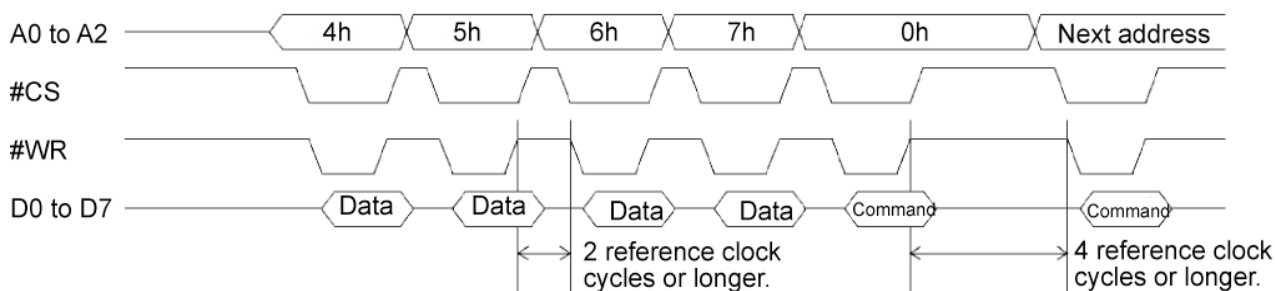 A0 to A2 4h 5h 6h 7h 0h Next address
#CS
#WR
D0 to D7 Data Data Data Data Command Command
2 reference clock 4 reference clock
cycles or longer. cycles or longer.